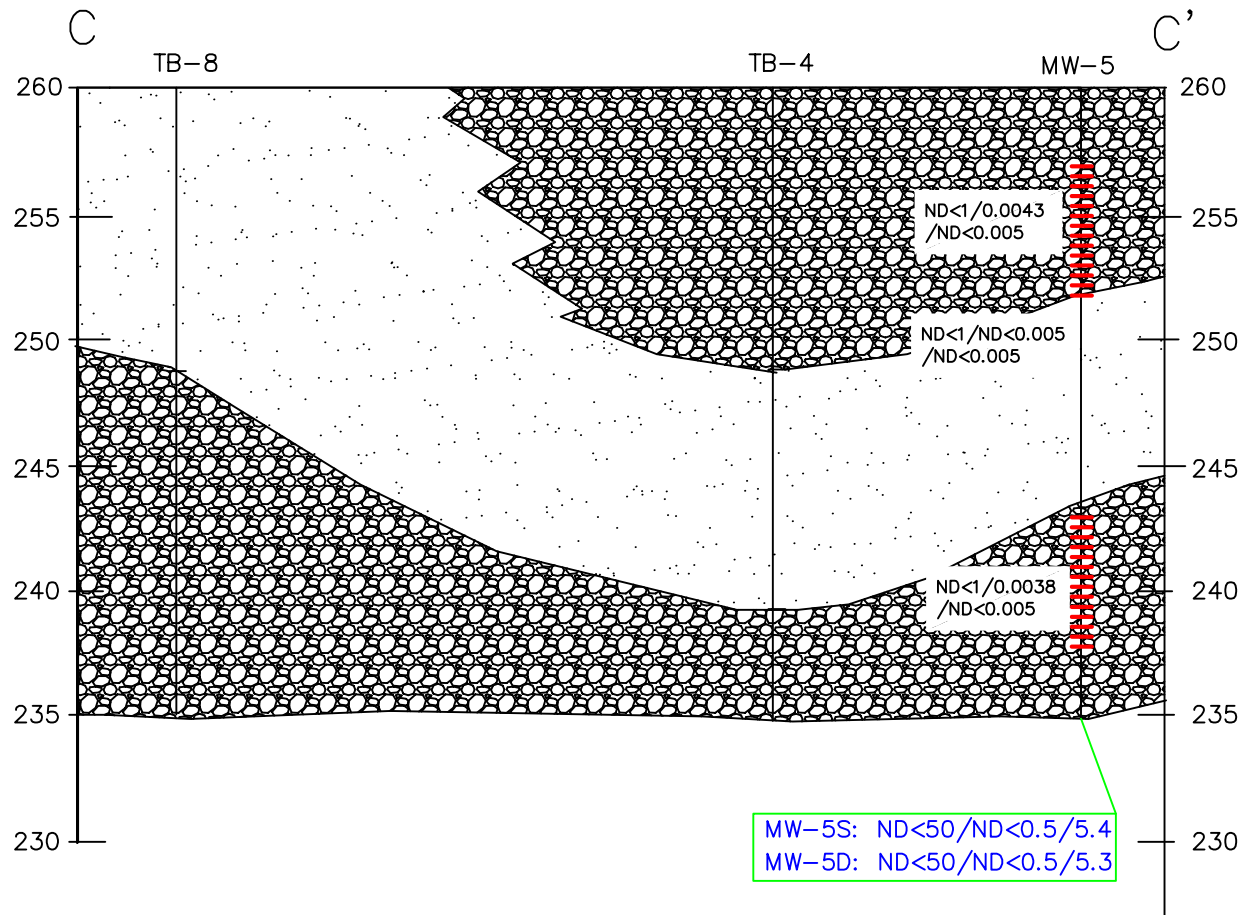 C C'
TB-8 TB-4 MW-5
260 260
ND<1/0.0043
/ND<0.005
255 255
ND<1/ND<0.005
/ND<0.005
250 250
245 245
ND<1/0.0038
/ND<0.005
240 240
235 235
MW-5S: ND<50/ND<0.5/5.4
MW-5D: ND<50/ND<0.5/5.3
230 230